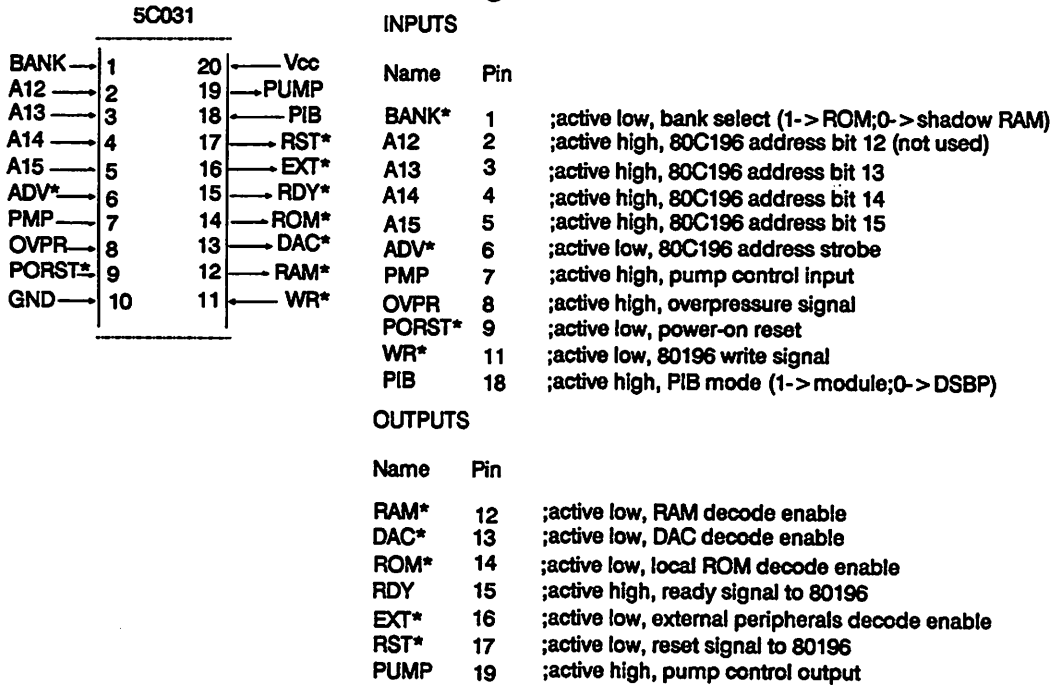 5C031
BANK 1 20 Vcc
A12 2 19 PUMP
A13 3 18 PIB
A14 4 17 RST*
A15 5 16 EXT*
ADV* 6 15 RDY*
PMP 7 14 ROM*
OVPR 8 13 DAC*
PORST* 9 12 RAM*
GND 10 11 WR*
INPUTS
Name Pin
BANK* 1 ;active low, bank select (1->ROM;0->shadow RAM)
A12 2 ;active high, 80C196 address bit 12 (not used)
A13 3 ;active high, 80C196 address bit 13
A14 4 ;active high, 80C196 address bit 14
A15 5 ;active high, 80C196 address bit 15
ADV* 6 ;active low, 80C196 address strobe
PMP 7 ;active high, pump control input
OVPR 8 ;active high, overpressure signal
PORST* 9 ;active low, power-on reset
WR* 11 ;active low, 80196 write signal
PIB 18 ;active high, PIB mode (1->module;0->DSBP)
OUTPUTS
Name Pin
RAM* 12 ;active low, RAM decode enable
DAC* 13 ;active low, DAC decode enable
ROM* 14 ;active low, local ROM decode enable
RDY 15 ;active high, ready signal to 80196
EXT* 16 ;active low, external peripherals decode enable
RST* 17 ;active low, reset signal to 80196
PUMP 19 ;active high, pump control output